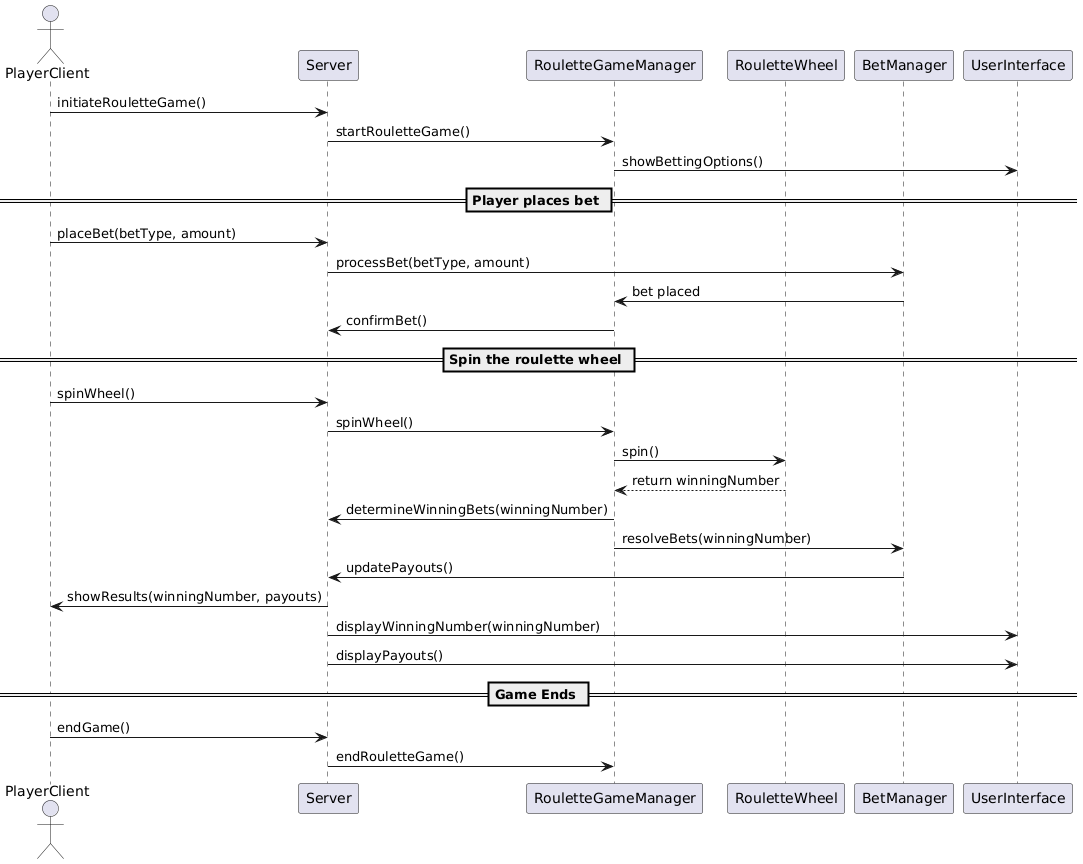 PlayerClient
Server
RouletteGameManager
RouletteWheel
BetManager
UserInterface
initiateRouletteGame()
startRouletteGame()
showBettingOptions()
Player places bet
placeBet(betType, amount)
processBet(betType, amount)
bet placed
confirmBet()
Spin the roulette wheel
spinWheel()
spinWheel()
spin()
return winningNumber
determineWinningBets(winningNumber)
resolveBets(winningNumber)
updatePayouts()
showResults(winningNumber, payouts)
displayWinningNumber(winningNumber)
displayPayouts()
Game Ends
endGame()
endRouletteGame()
PlayerClient
Server
RouletteGameManager
RouletteWheel
BetManager
UserInterface